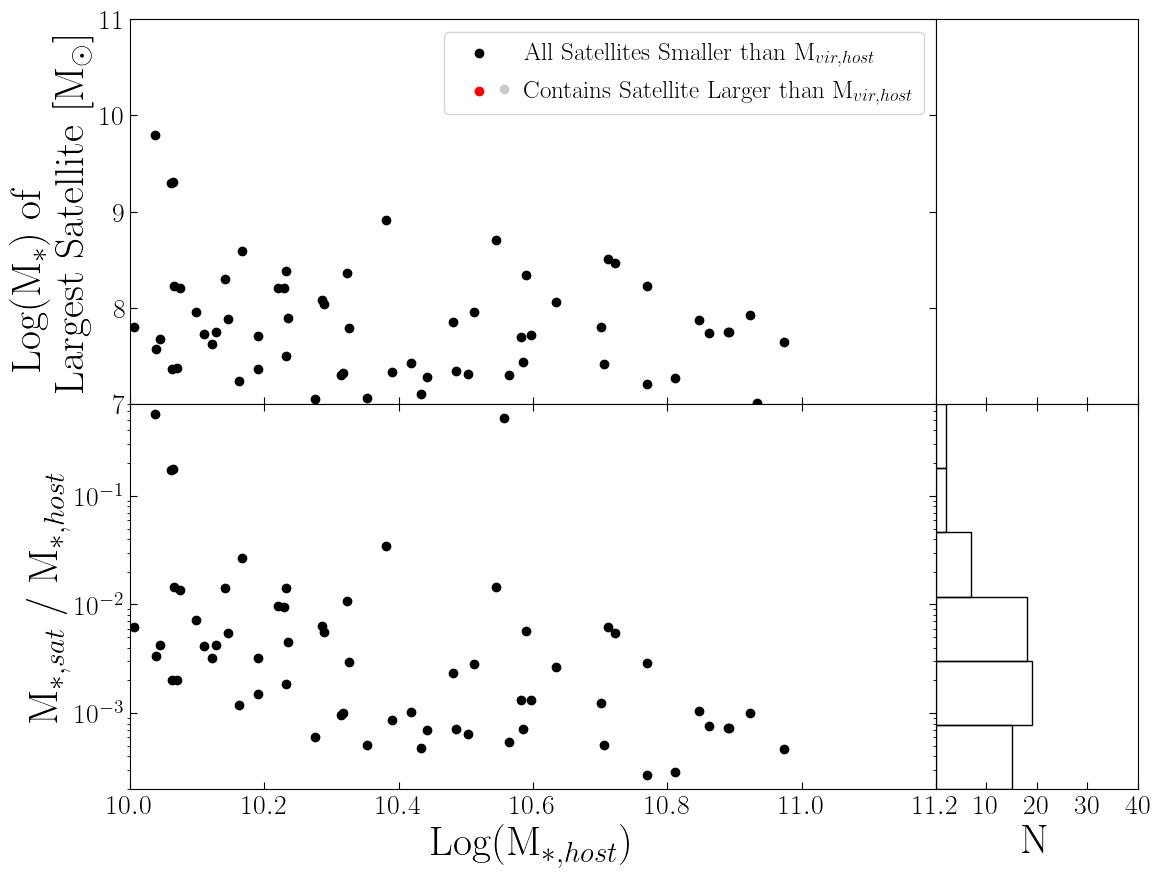 11
10
9
8
7
Log(M*) of
Largest Satellite [M⊙]
All Satellites Smaller than Mvir,host
Contains Satellite Larger than Mvir,host
10⁻¹
10⁻²
10⁻³
M*,sat / M*,host
10.0 10.2 10.4 10.6 10.8 11.0 11.2 10 20 30 40
Log(M*,host)
N